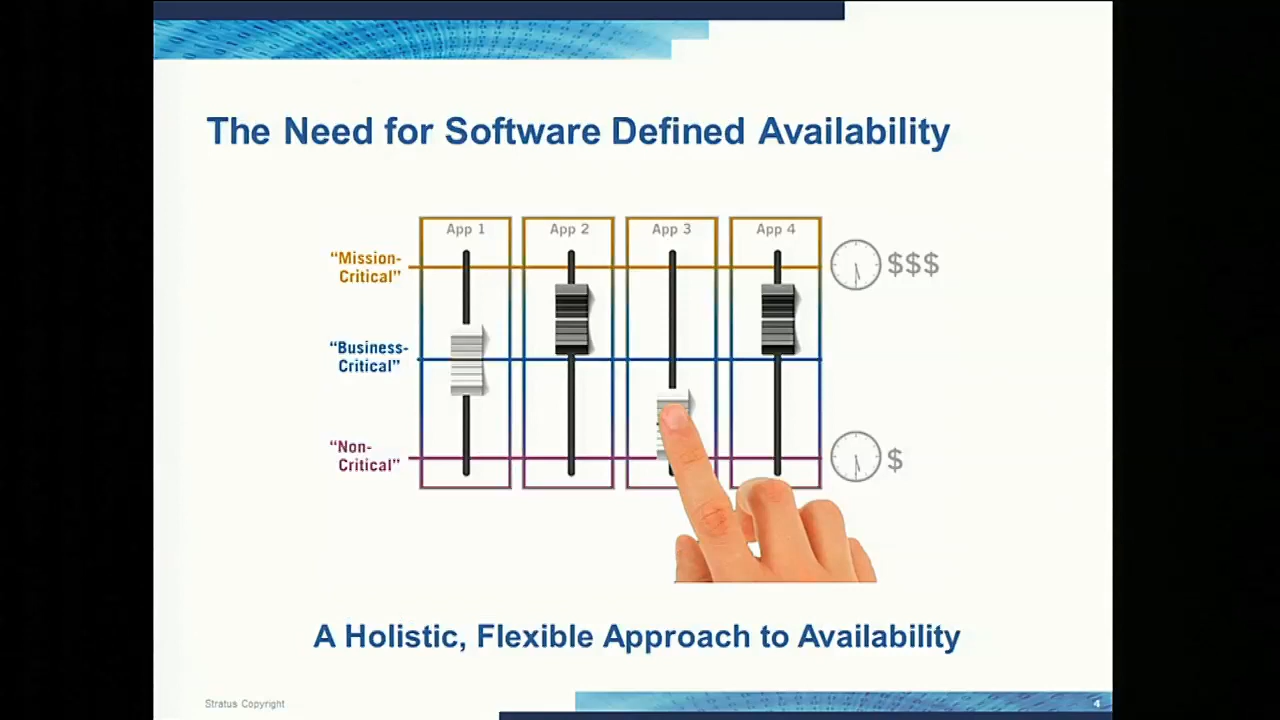 The Need for Software Defined Availability
App 1
App 2
App 3
App 4
“Mission-
Critical”
$$$
“Business-
Critical”
“Non-
Critical”
$
A Holistic, Flexible Approach to Availability
Stratus Copyright
4